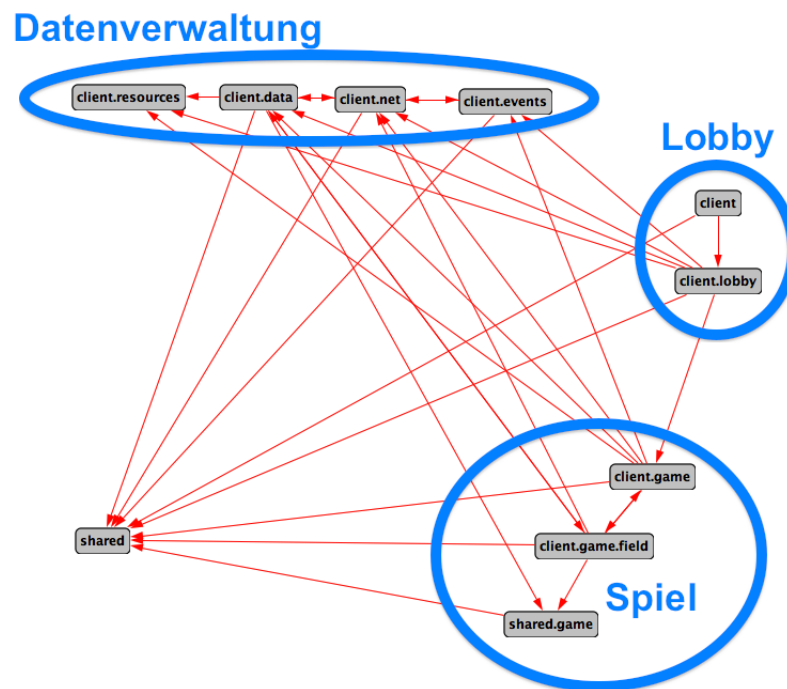 Datenverwaltung
client.resources
client.data
client.net
client.events
Lobby
client
client.lobby
client.game
shared
client.game.field
Spiel
shared.game